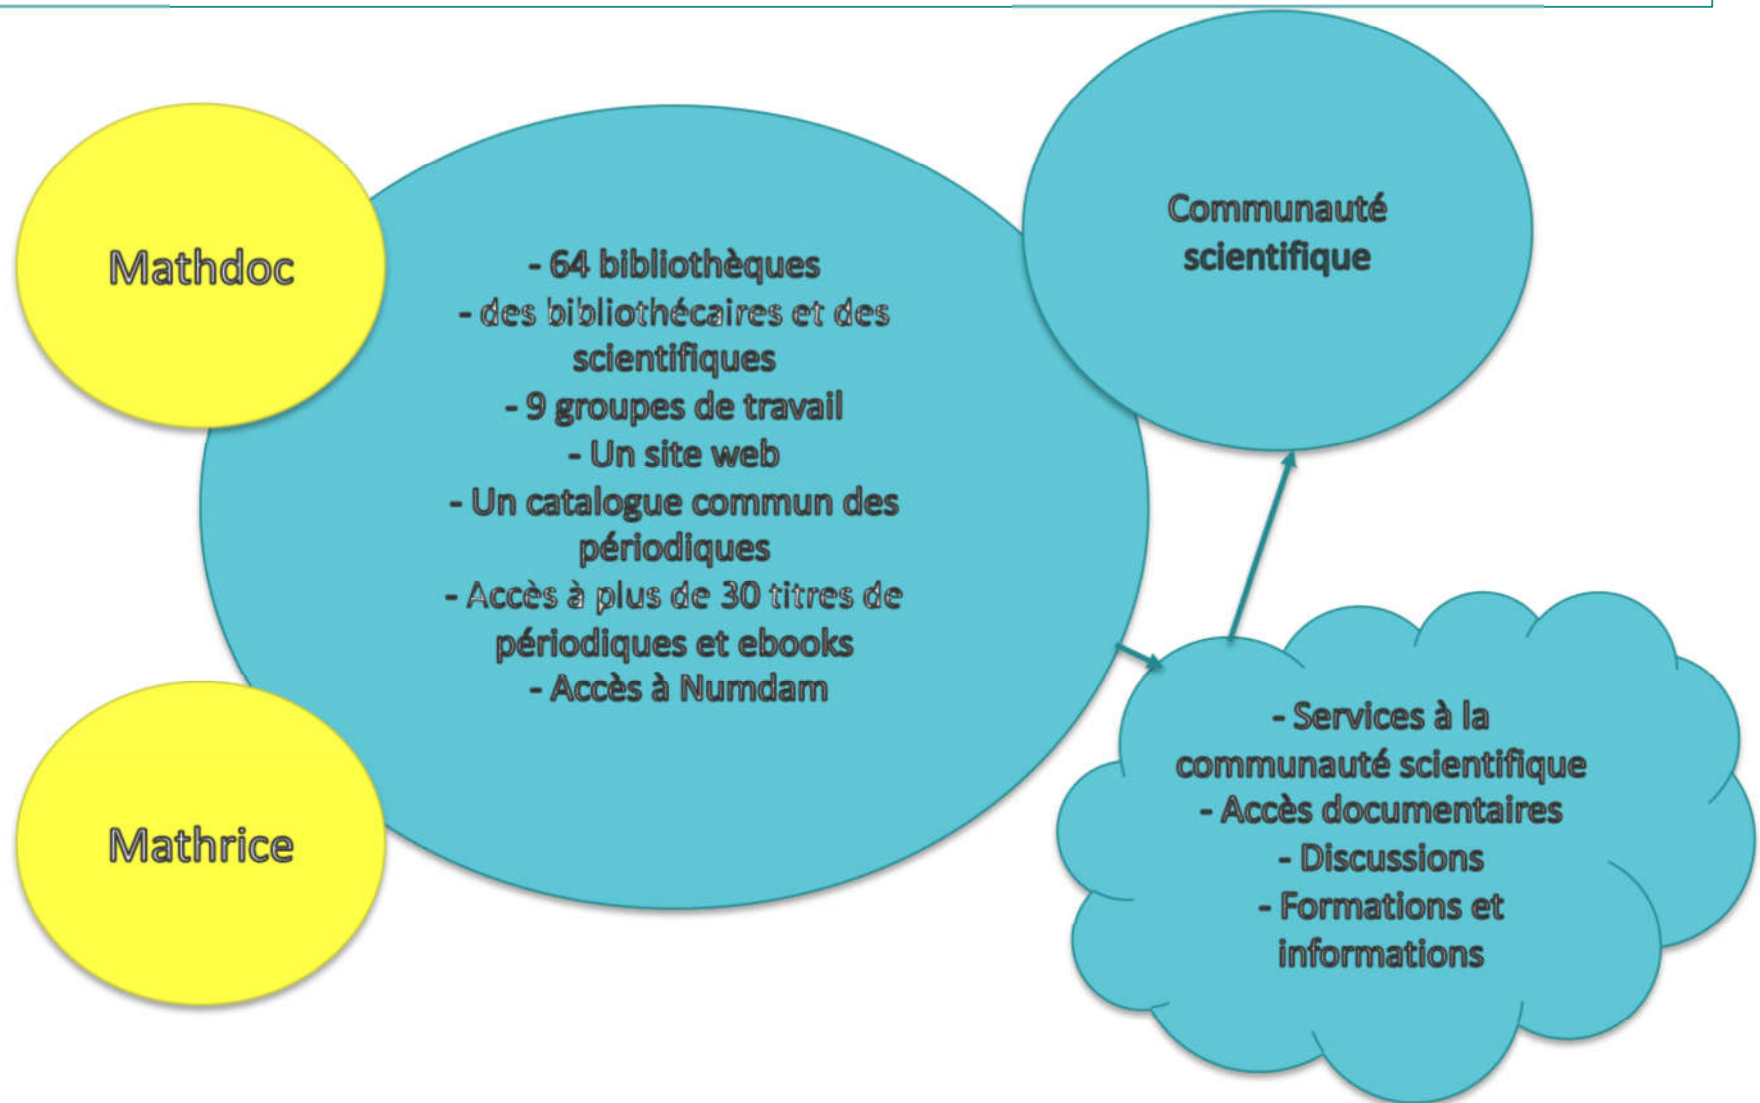 Mathdoc
- 64 bibliothèques
- des bibliothécaires et des
scientifiques
- 9 groupes de travail
- Un site web
- Un catalogue commun des
périodiques
- Accès à plus de 30 titres de
périodiques et ebooks
- Accès à Numdam
Communauté
scientifique
Mathrice
- Services à la
communauté scientifique
- Accès documentaires
- Discussions
- Formations et
informations